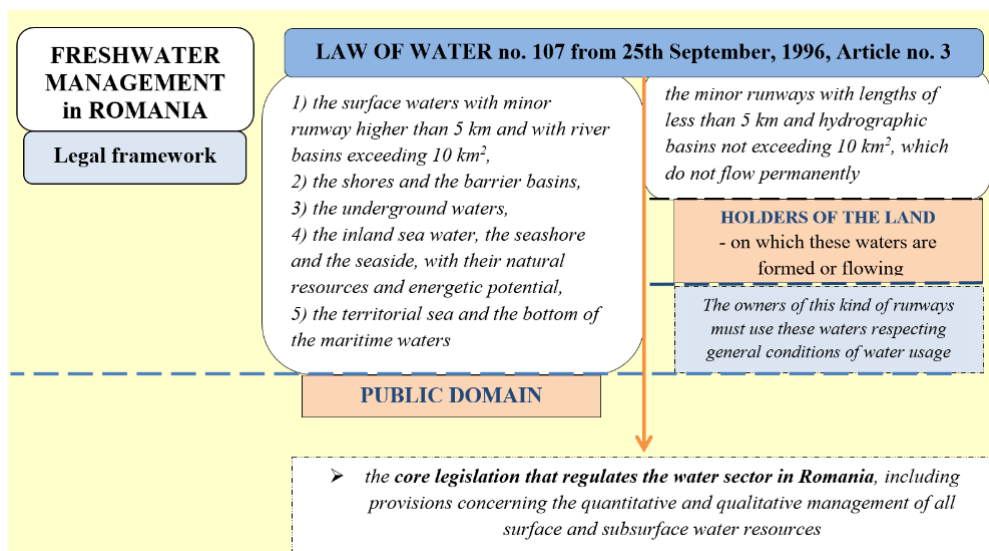 FRESHWATER
MANAGEMENT
in ROMANIA
Legal framework
LAW OF WATER no. 107 from 25th September, 1996, Article no. 3
1) the surface waters with minor
runway higher than 5 km and with river
basins exceeding 10 km²,
2) the shores and the barrier basins,
3) the underground waters,
4) the inland sea water, the seashore
and the seaside, with their natural
resources and energetic potential,
5) the territorial sea and the bottom of
the maritime waters
PUBLIC DOMAIN
the minor runways with lengths of
less than 5 km and hydrographic
basins not exceeding 10 km², which
do not flow permanently
HOLDERS OF THE LAND
- on which these waters are
formed or flowing
The owners of this kind of runways
must use these waters respecting
general conditions of water usage
➤ the core legislation that regulates the water sector in Romania, including
provisions concerning the quantitative and qualitative management of all
surface and subsurface water resources